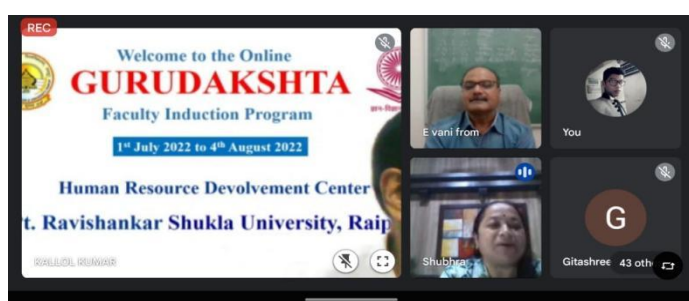 REC
Welcome to the Online
GURUDAKSHTA
Faculty Induction Program
1st July 2022 to 4th August 2022
Human Resource Devolvement Center
t. Ravishankar Shukla University, Raip
KALLOL KUMAR
E vani from
You
Shubhra
G
Gitashree
43 oth